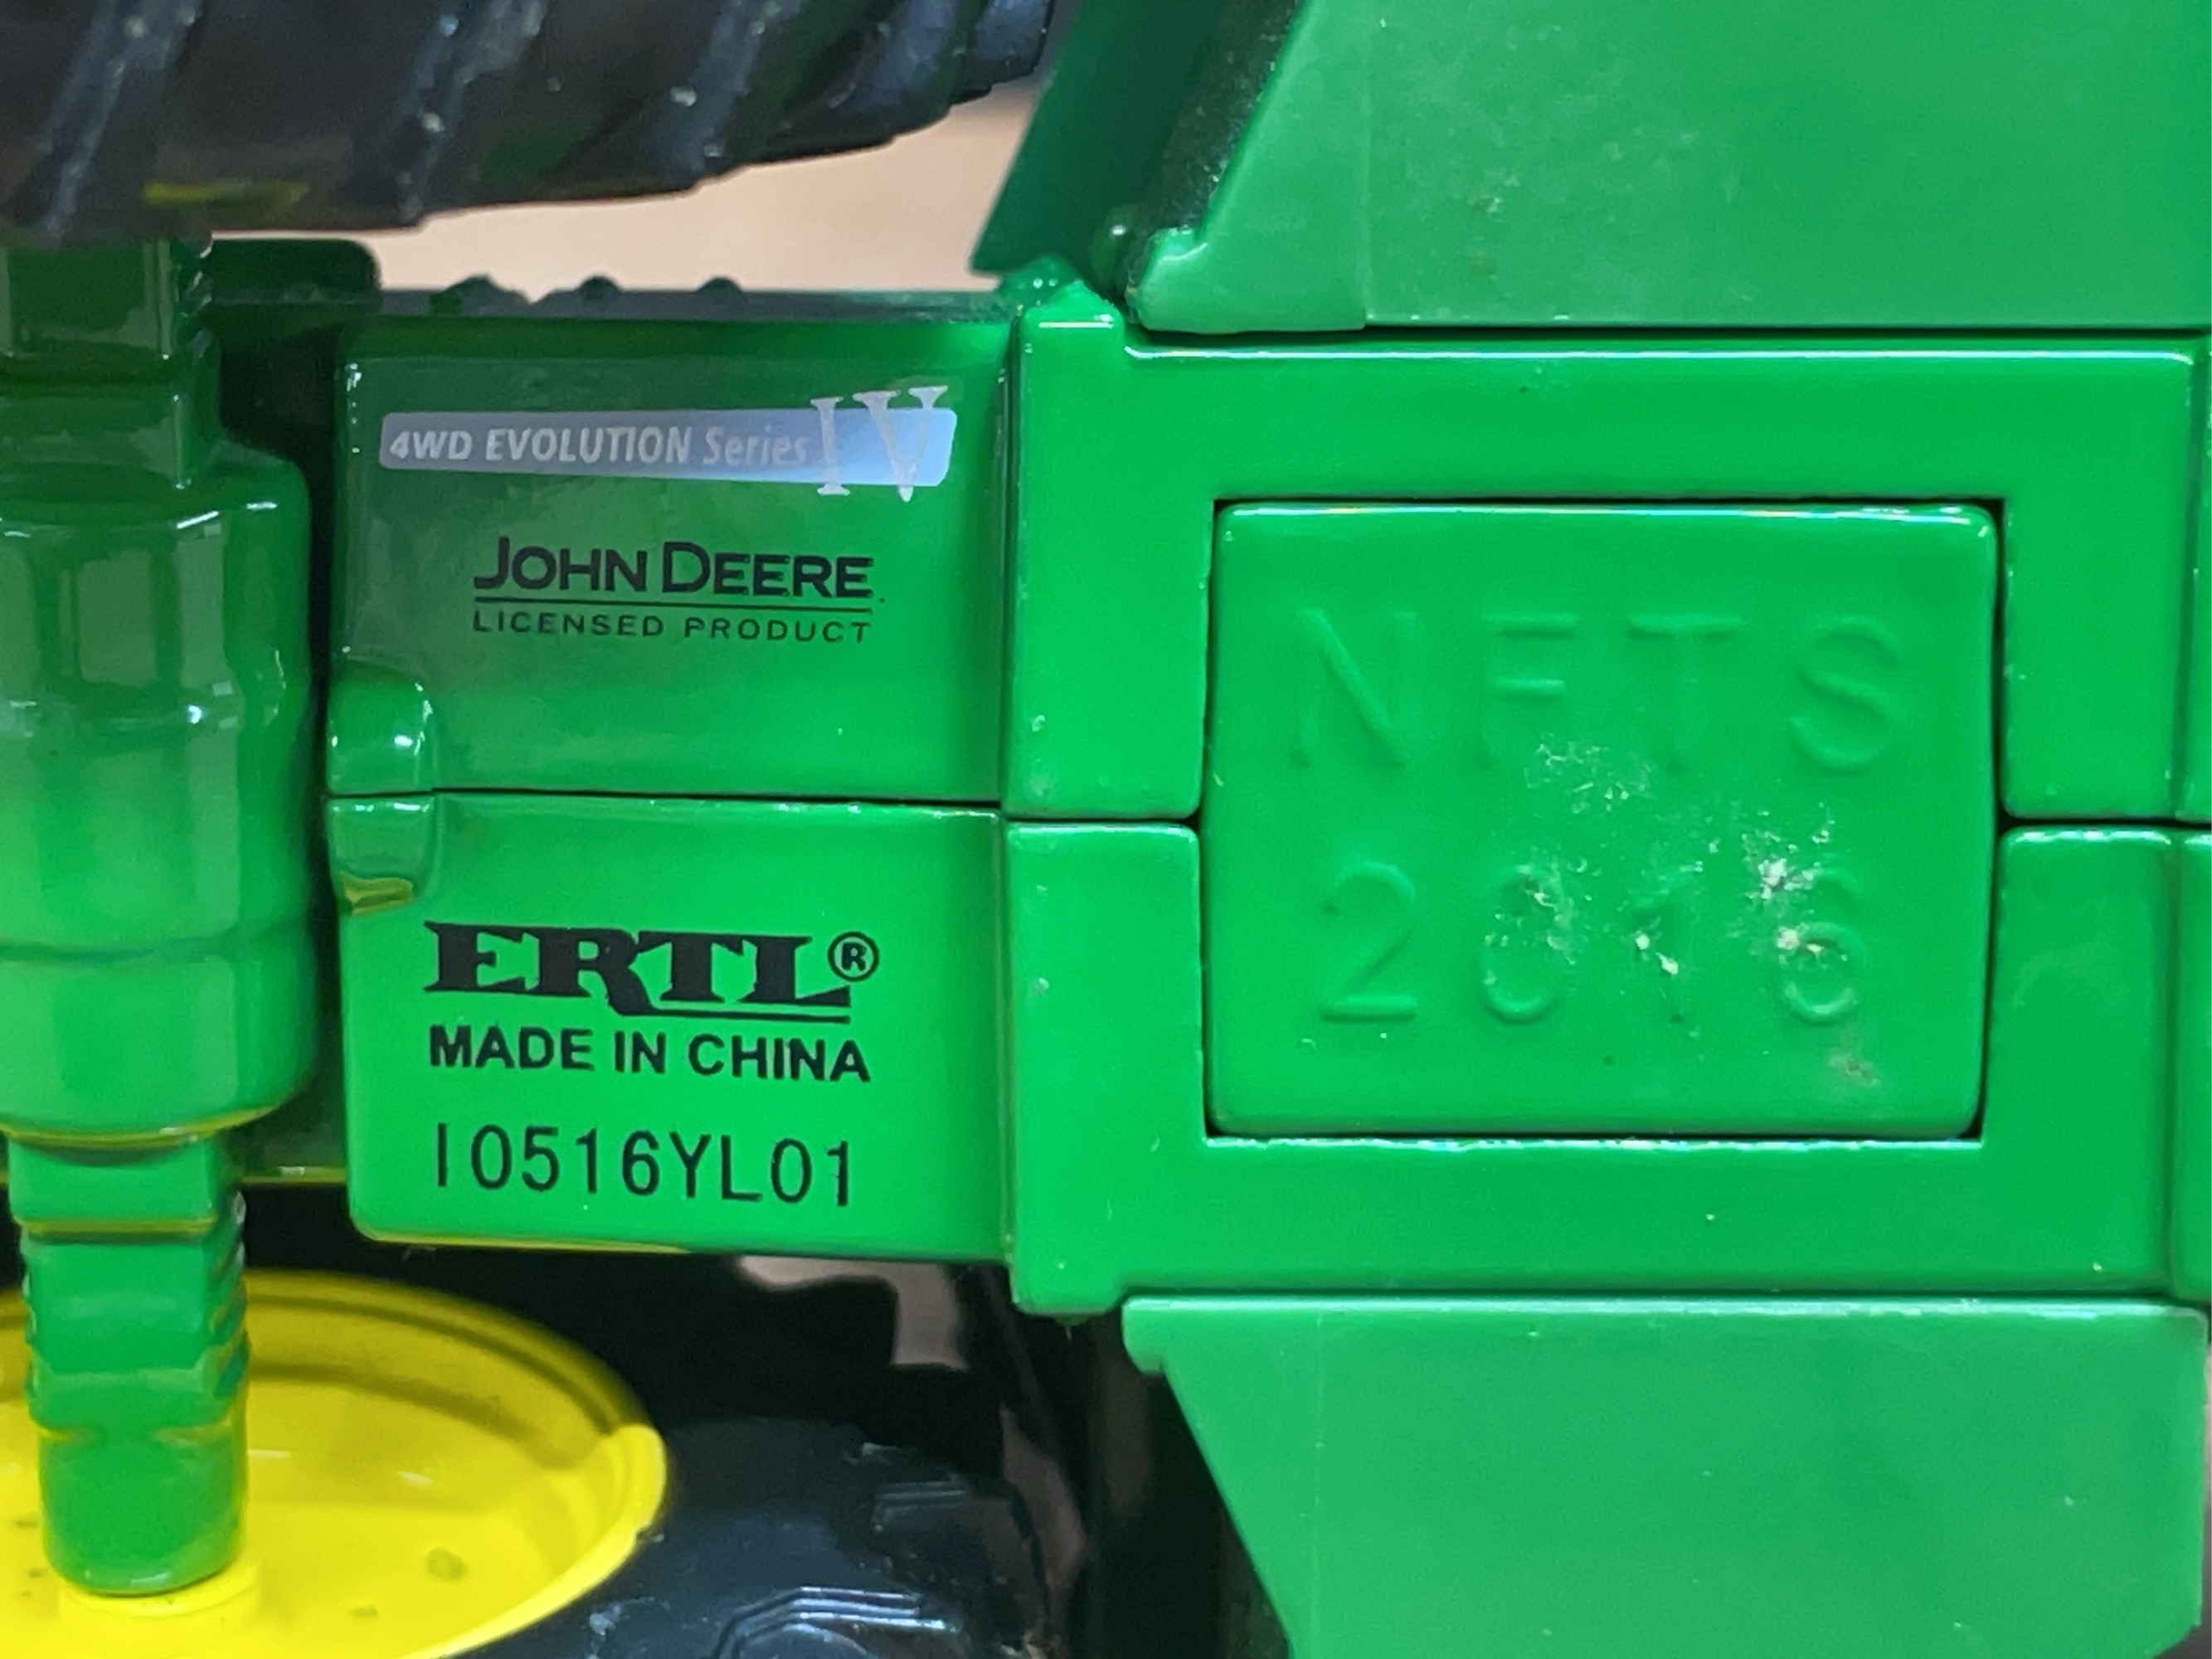 4WD EVOLUTION Series IV
JOHN DEERE
LICENSED PRODUCT
ERTL®
MADE IN CHINA
10516YL01
NFTS
2016